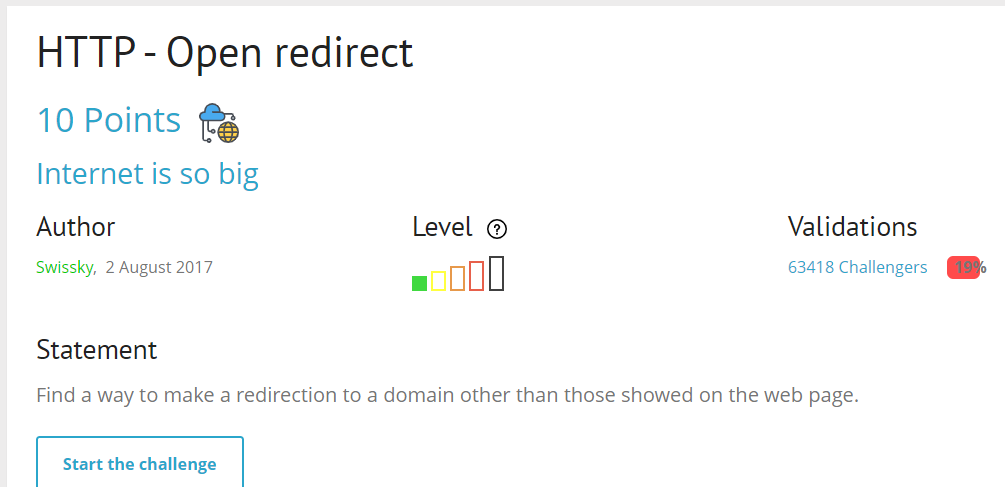 HTTP - Open redirect
10 Points
Internet is so big
Author
Level ?
Validations
Swissky, 2 August 2017
63418 Challengers 19%
Statement
Find a way to make a redirection to a domain other than those showed on the web page.
Start the challenge